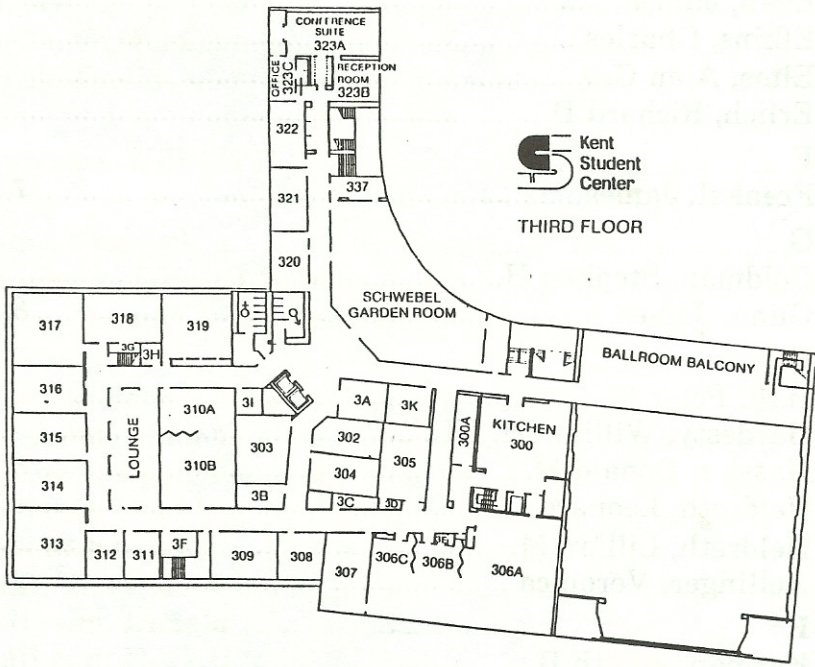 CONFERENCE
SUITE
323A
OFFICE
323C
RECEPTION
ROOM
323B
322
337
321
320
Kent
Student
Center
THIRD FLOOR
SCHWEBEL
GARDEN ROOM
BALLROOM BALCONY
317
318
319
3G
3H
316
310A
3I
3A
3K
300A
KITCHEN
300
LOUNGE
315
303
302
305
310B
304
314
3B
3C
3D
313
312
311
3F
309
308
307
306C
3E
306B
306A